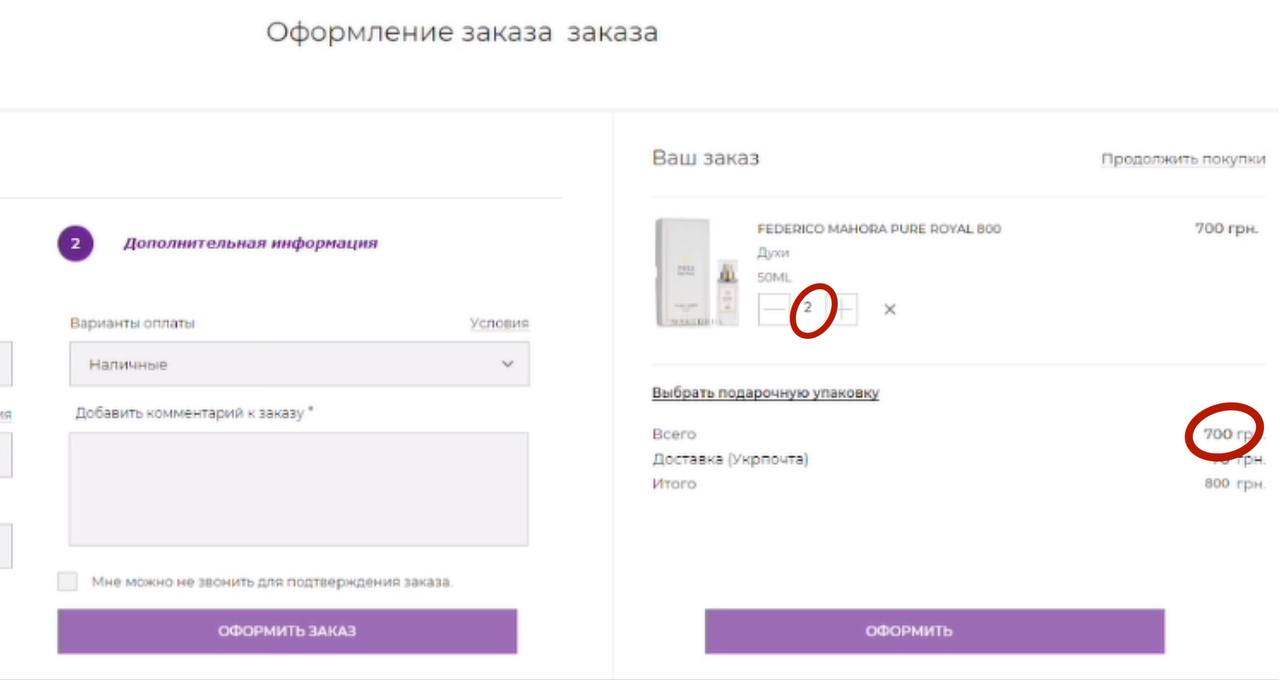 Оформление заказа заказа
2 Дополнительная информация
Варианты оплаты Условия
Наличные
Добавить комментарий к заказу *
Мне можно не звонить для подтверждения заказа.
ОФОРМИТЬ ЗАКАЗ
Ваш заказ Продолжить покупки
FEDERICO MAHORA PURE ROYAL 800 700 грн.
Духи
50ML
2
Выбрать подарочную упаковку
Всего 700 грн.
Доставка (Укрпочта) грн.
Итого 800 грн.
ОФОРМИТЬ